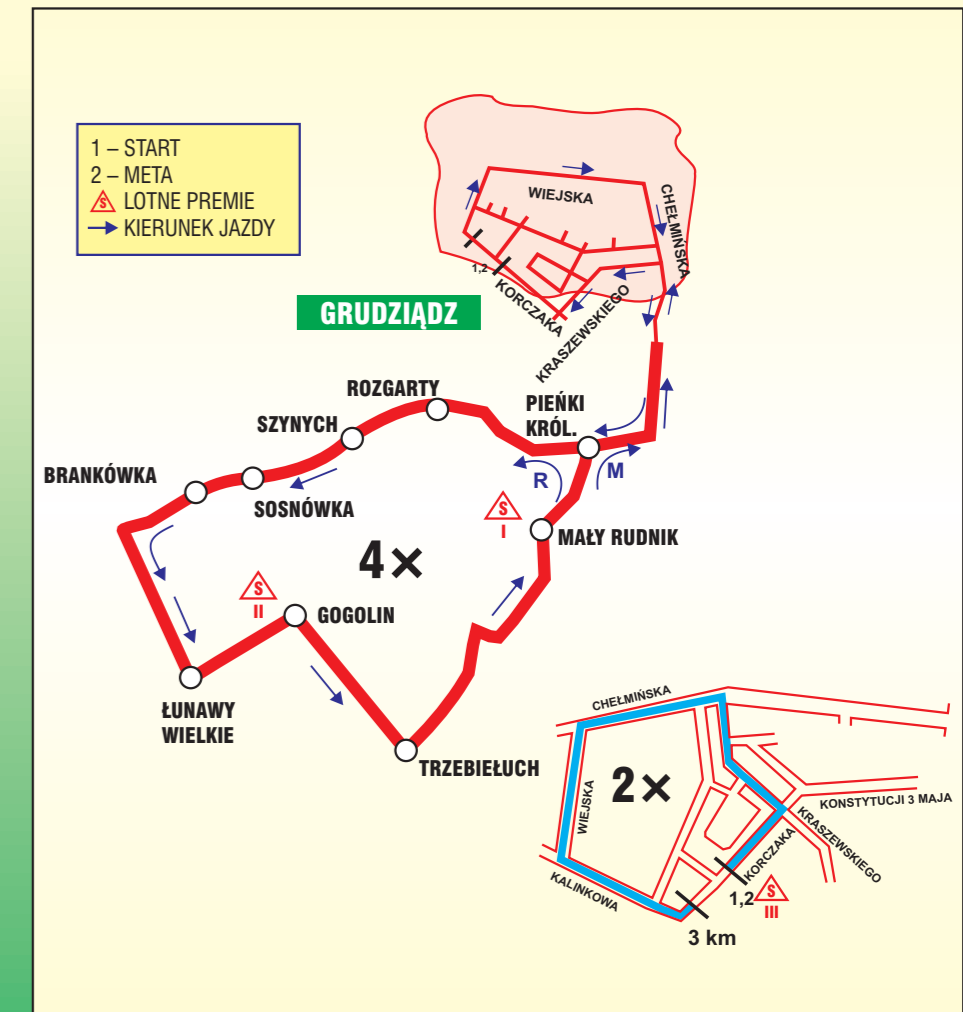 1 – START
2 – META
S LOTNE PREMIE
KIERUNEK JAZDY
WIEJSKA
CHEŁMIŃSKA
1,2
KORCZAKA
KRASZEWSKIEGO
GRUDZIĄDZ
ROZGARTY
PIEŃKI
KRÓL.
SZYNYCH
BRANKÓWKA
SOSNÓWKA
R
M
S
I
MAŁY RUDNIK
4×
S
II
GOGOLIN
ŁUNAWY
WIELKIE
TRZEBIEŁUCH
CHEŁMIŃSKA
2×
WIEJSKA
KONSTYTUCJI 3 MAJA
KRASZEWSKIEGO
KORCZAKA
KALINKOWA
1,2
S
III
3 km